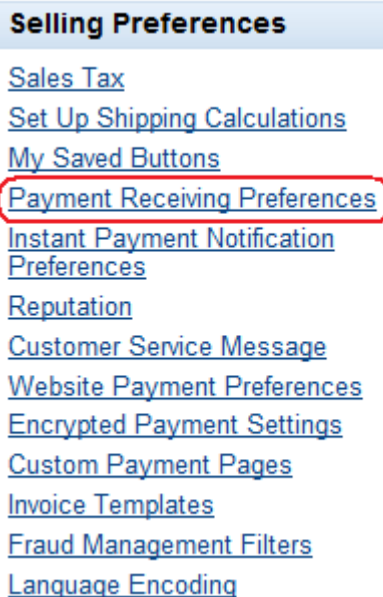 Selling Preferences
Sales Tax
Set Up Shipping Calculations
My Saved Buttons
Payment Receiving Preferences
Instant Payment Notification
Preferences
Reputation
Customer Service Message
Website Payment Preferences
Encrypted Payment Settings
Custom Payment Pages
Invoice Templates
Fraud Management Filters
Language Encoding